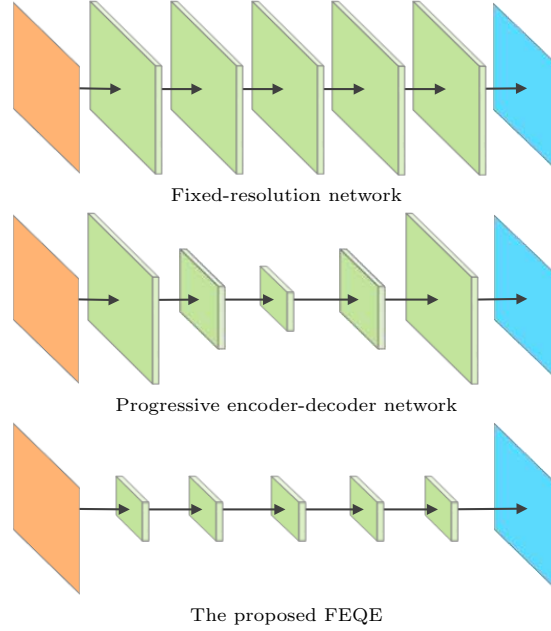 Fixed-resolution network
Progressive encoder-decoder network
The proposed FEQE